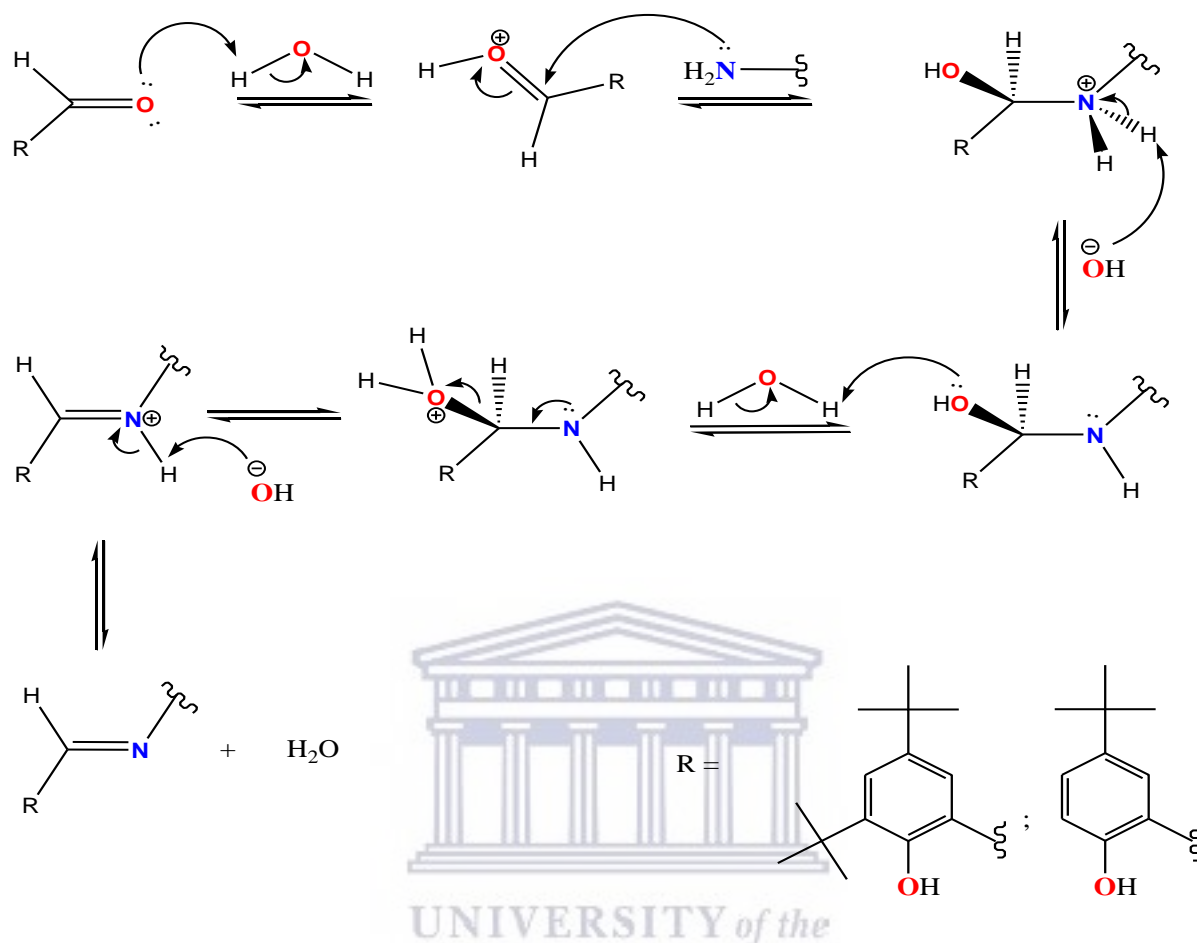 H O H O H
H O ⊕ R H
H₂N
H HO N ⊕ H H R
⊖ OH
H N ⊕ H R ⊖ OH
H H O ⊕ H N H R
H O H
H HO N H R
H N R + H₂O
R = OH ; OH
UNIVERSITY of the